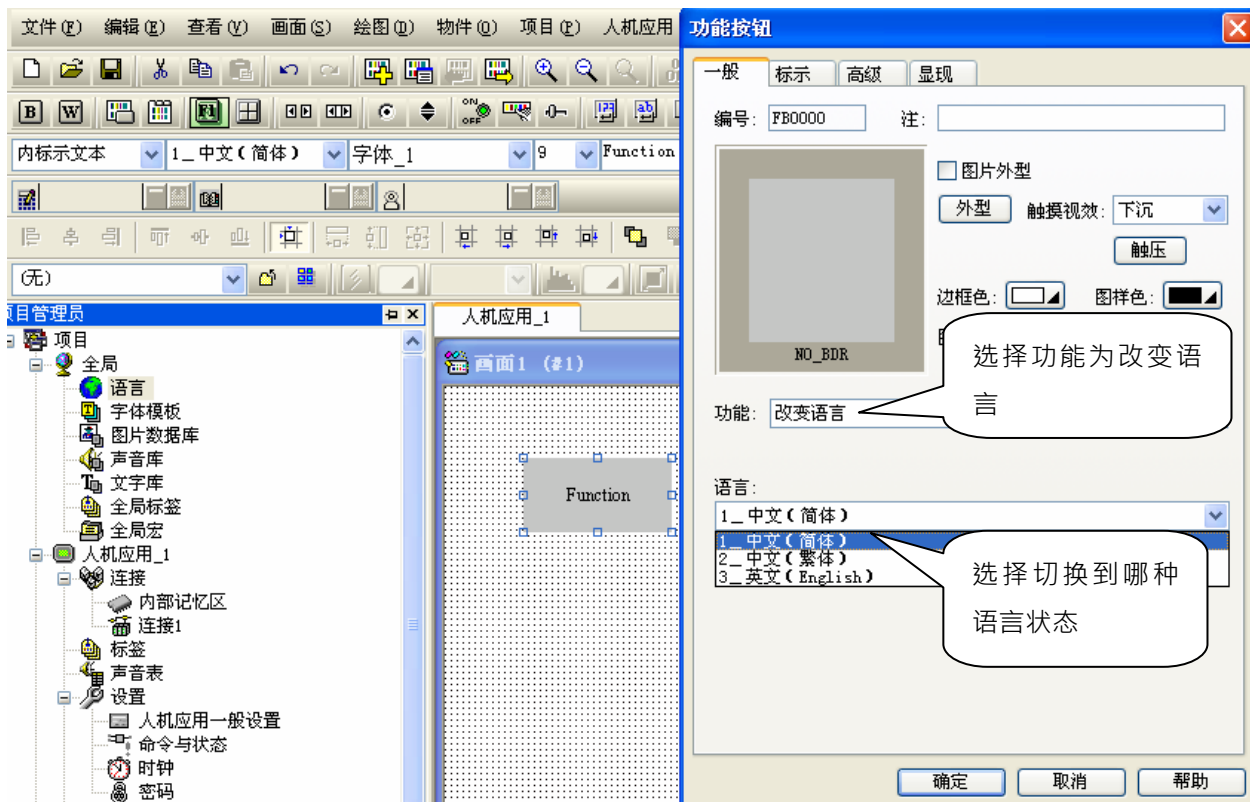 文件(F) 编辑(E) 查看(V) 画面(S) 绘图(D) 物件(O) 项目(P) 人机应用
B W F1
ON OFF 123 ab
内标示文本 1_中文(简体) 字体_1 9 Function
(无)
项目管理员
项目
全局
语言
字体模板
图片数据库
声音库
文字库
全局标签
全局宏
人机应用_1
连接
内部记忆区
连接1
标签
声音表
设置
人机应用一般设置
命令与状态
时钟
密码
人机应用_1
画面1 (#1)
Function
功能按钮
一般 标示 高级 显现
编号: FB0000 注:
NO_BDR
图片外型
外型 触摸视效: 下沉
触压
边框色: 图样色:
选择功能为改变语
言
功能: 改变语言
语言:
1_中文(简体)
1_中文(简体)
2_中文(繁体)
3_英文(English)
选择切换到哪种
语言状态
确定 取消 帮助